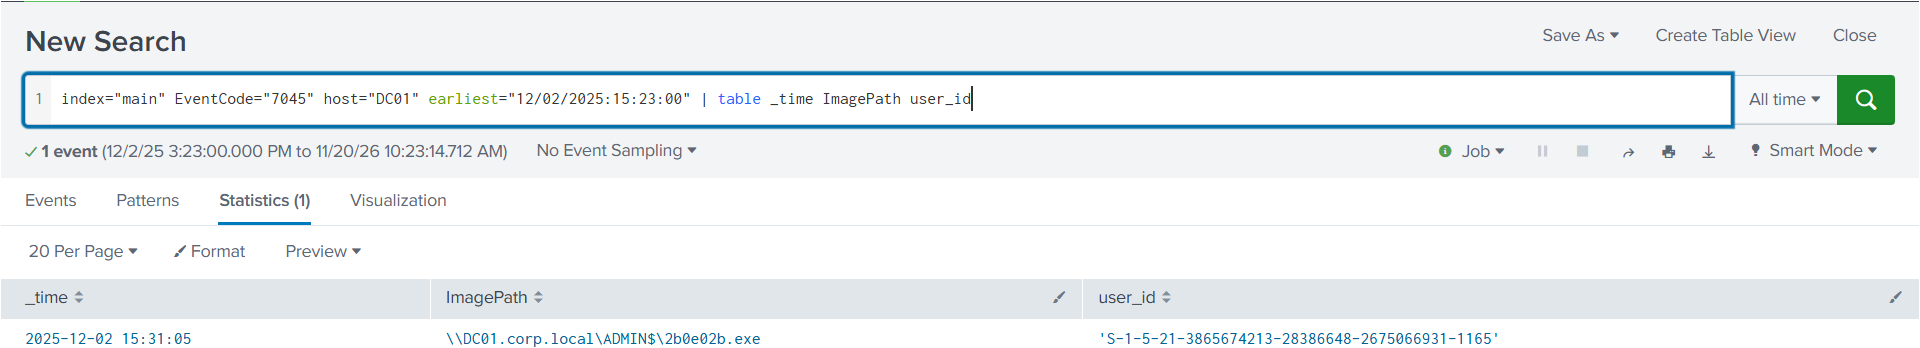 New Search
Save As Create Table View Close
1 index="main" EventCode="7045" host="DC01" earliest="12/02/2025:15:23:00" | table _time ImagePath user_id
All time
1 event (12/2/25 3:23:00.000 PM to 11/20/26 10:23:14.712 AM) No Event Sampling
Job Smart Mode
Events Patterns Statistics (1) Visualization
20 Per Page Format Preview
_time ImagePath user_id
2025-12-02 15:31:05 \\DC01.corp.local\ADMIN$\2b0e02b.exe 'S-1-5-21-3865674213-28386648-2675066931-1165'